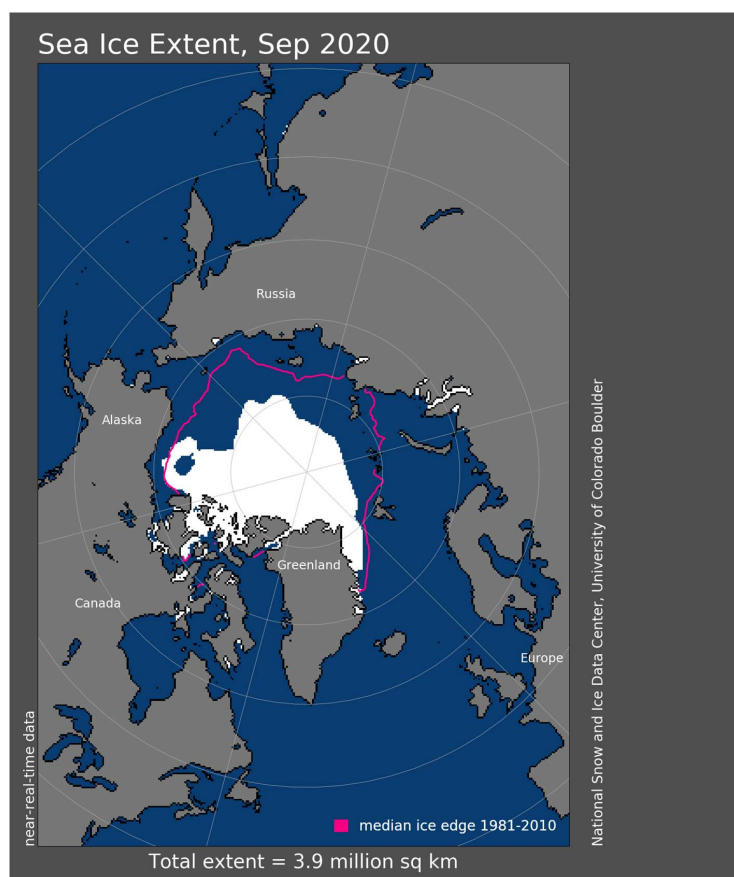 Sea Ice Extent, Sep 2020
Russia
Alaska
Greenland
Canada
Europe
near-real-time data
National Snow and Ice Data Center, University of Colorado Boulder
median ice edge 1981-2010
Total extent = 3.9 million sq km